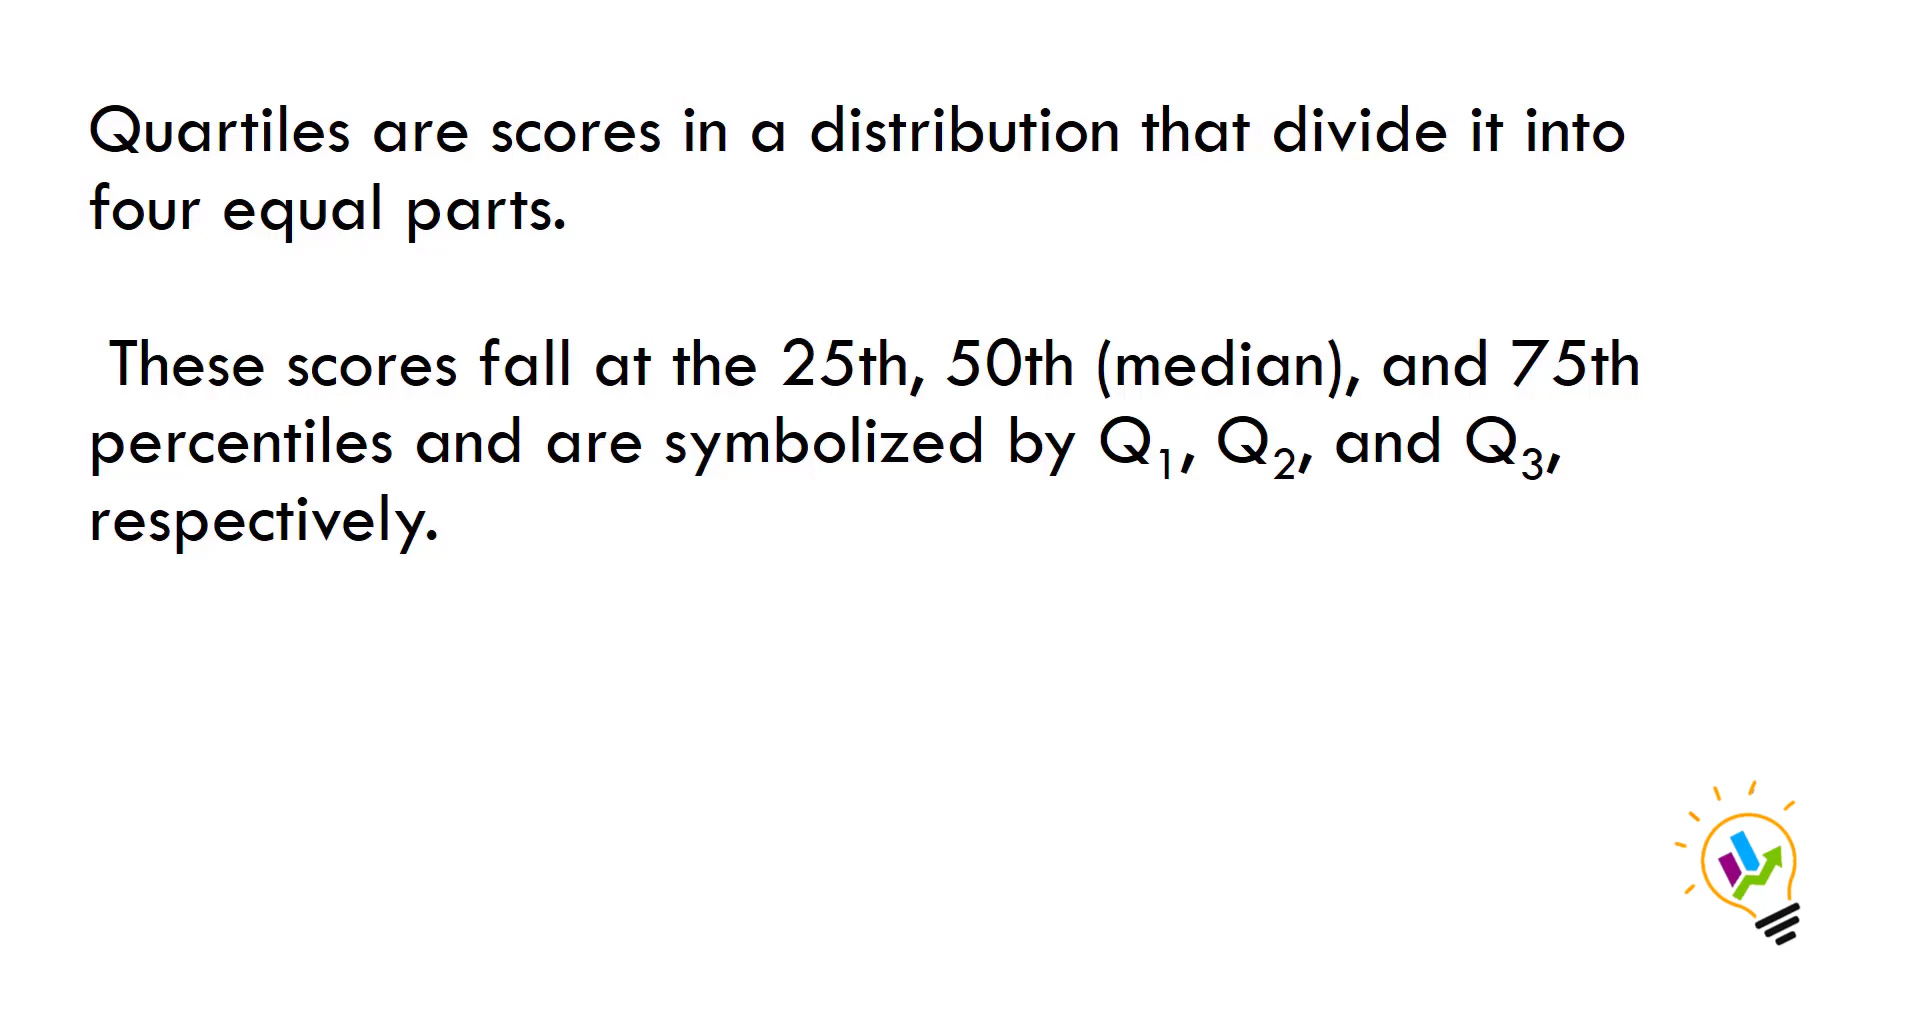 Quartiles are scores in a distribution that divide it into
four equal parts.
These scores fall at the 25th, 50th (median), and 75th
percentiles and are symbolized by Q₁, Q₂, and Q₃,
respectively.